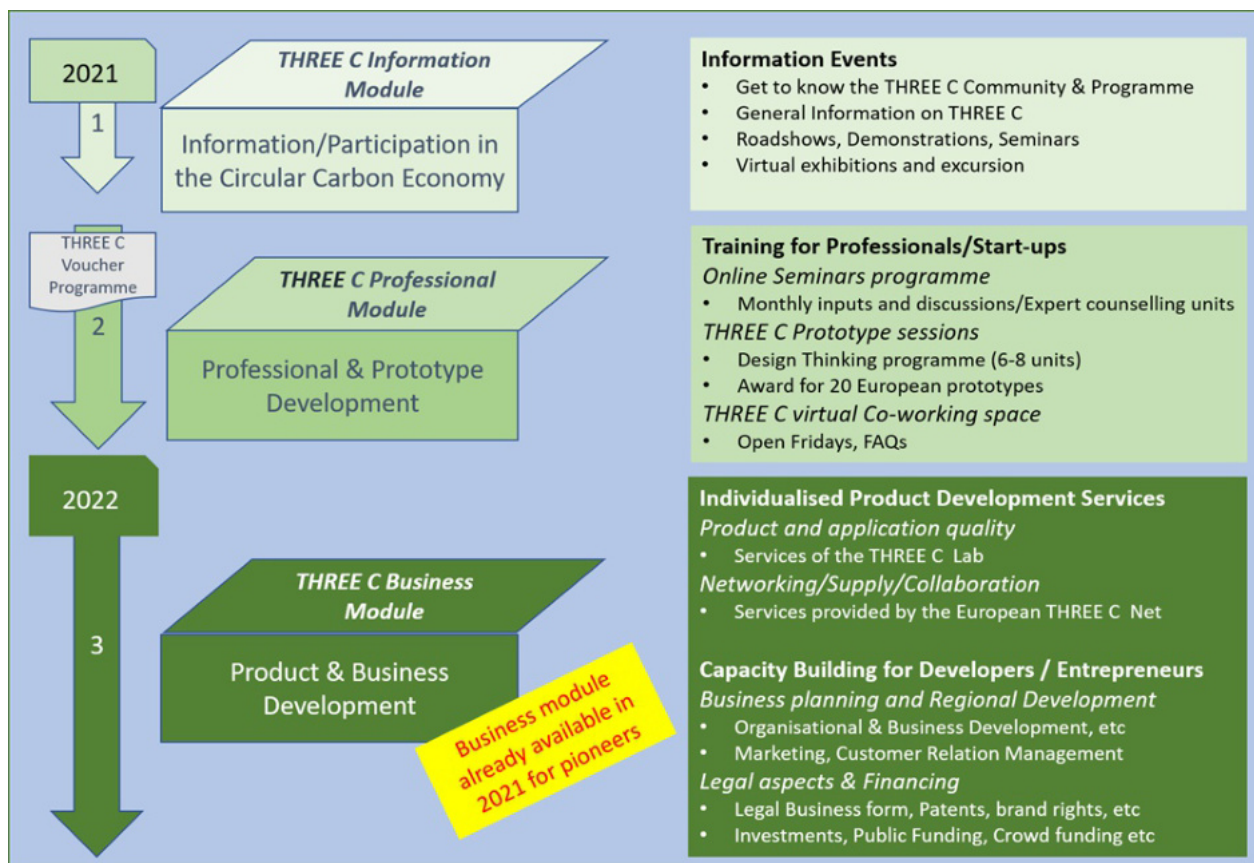 2021
1
THREE C Information
Module
Information/Participation in
the Circular Carbon Economy
Information Events
• Get to know the THREE C Community & Programme
• General Information on THREE C
• Roadshows, Demonstrations, Seminars
• Virtual exhibitions and excursion
THREE C
Voucher
Programme
2
THREE C Professional
Module
Professional & Prototype
Development
Training for Professionals/Start-ups
Online Seminars programme
• Monthly inputs and discussions/Expert counselling units
THREE C Prototype sessions
• Design Thinking programme (6-8 units)
• Award for 20 European prototypes
THREE C virtual Co-working space
• Open Fridays, FAQs
2022
3
THREE C Business
Module
Product & Business
Development
Business module
already available in
2021 for pioneers
Individualised Product Development Services
Product and application quality
• Services of the THREE C Lab
Networking/Supply/Collaboration
• Services provided by the European THREE C Net
Capacity Building for Developers / Entrepreneurs
Business planning and Regional Development
• Organisational & Business Development, etc
• Marketing, Customer Relation Management
Legal aspects & Financing
• Legal Business form, Patents, brand rights, etc
• Investments, Public Funding, Crowd funding etc